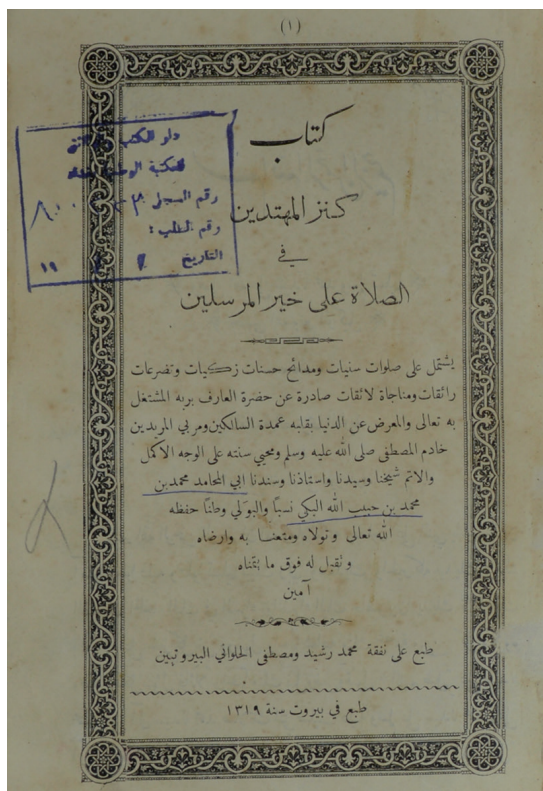 (١)
كتاب
كنز المهتدين
في
الصلاة على خير المرسلين
يشتمل على صلوات سنيات ومدائح حسنات زكيات وتضرعات
رائقات ومناجاة لائقات صادرة عن حضرة العارف بربه المشتغل
به تعالى والمعرض عن الدنيا بقلبه عمدة السالكين ومربي المريدين
خادم المصطفى صلى الله عليه وسلم ومحيي سنته على الوجه الاكمل
والاتم شيخنا وسيدنا واستاذنا وسندنا ابي المحامد محمد بن
محمد بن حبيب الله البكي نسبًا والبوتلي وطنًا حفظه
الله تعالى وتولاه ومتعنا به وارضاه
وتقبل له فوق ما يتمناه
آمين
طبع على نفقة محمد رشيد ومصطفى الحلواني البيروتيين
طبع في بيروت سنة ١٣١٩
دار الكتب
المكتبة الوطنية
رقم السجل
رقم الطلب :
التاريخ